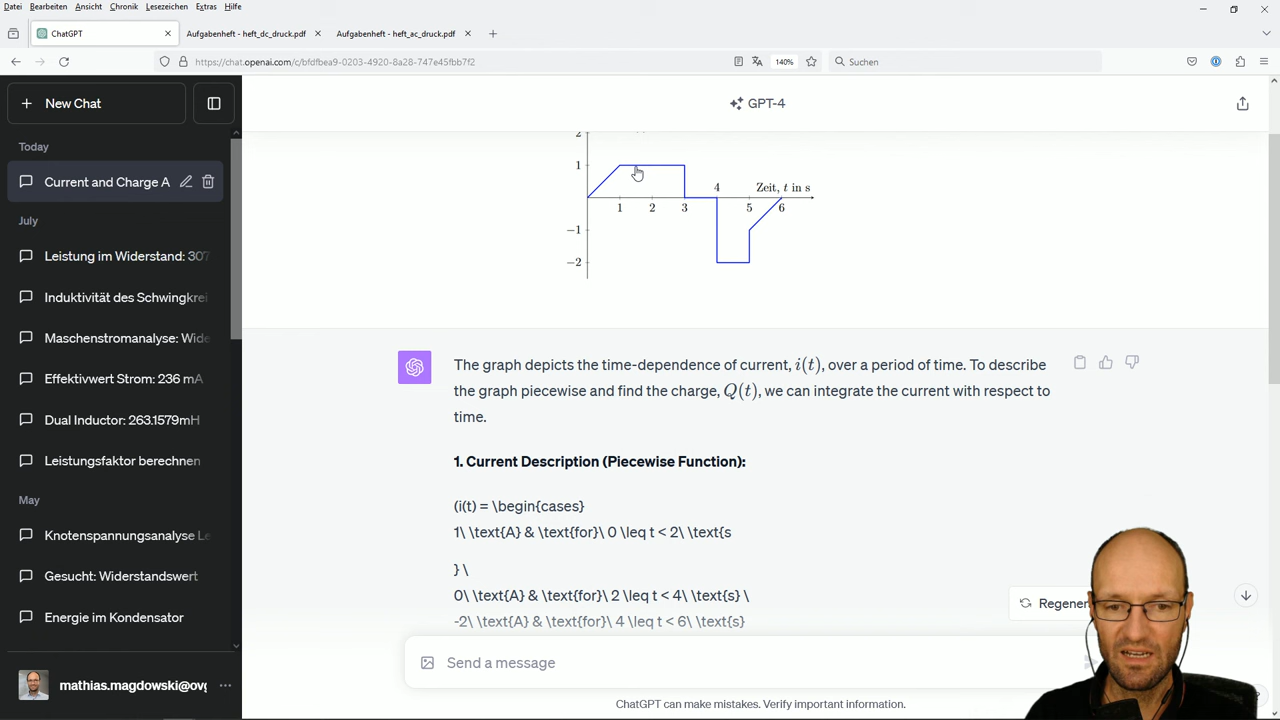 Datei Bearbeiten Ansicht Chronik Lesezeichen Extras Hilfe
ChatGPT
Aufgabenheft - heft_dc_druck.pdf
Aufgabenheft - heft_ac_druck.pdf
https://chat.openai.com/c/bfdfbea9-0203-4920-8a28-747e45fbb7f2
140%
Suchen
New Chat
GPT-4
Today
Current and Charge A
July
Leistung im Widerstand: 307
Induktivität des Schwingkrei
Maschenstromanalyse: Wide
Effektivwert Strom: 236 mA
Dual Inductor: 263.1579mH
Leistungsfaktor berechnen
May
Knotenspannungsanalyse Le
Gesucht: Widerstandswert
Energie im Kondensator
mathias.magdowski@ovg
2
1
4 Zeit, t in s
1 2 3 5 6
−1
−2
The graph depicts the time-dependence of current, i(t), over a period of time. To describe
the graph piecewise and find the charge, Q(t), we can integrate the current with respect to
time.
1. Current Description (Piecewise Function):
(i(t) = \begin{cases}
1\ \text{A} & \text{for}\ 0 \leq t < 2\ \text{s
} \
0\ \text{A} & \text{for}\ 2 \leq t < 4\ \text{s} \
-2\ \text{A} & \text{for}\ 4 \leq t < 6\ \text{s}
Regener
Send a message
ChatGPT can make mistakes. Verify important information.